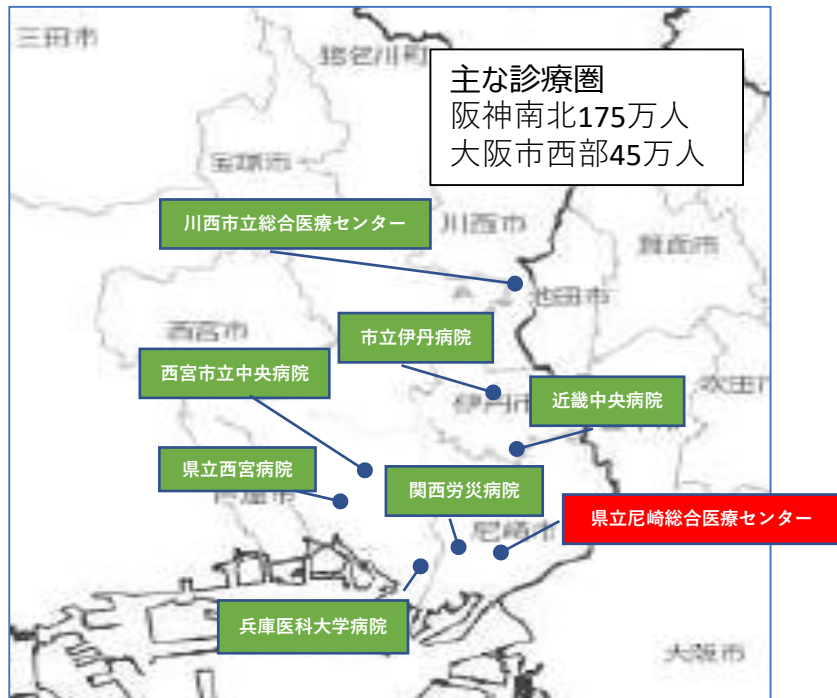 三田市
猪名川町
主な診療圏
阪神南北175万人
大阪市西部45万人
宝塚市
川西市立総合医療センター
川西市
箕面市
池田市
西宮市
市立伊丹病院
西宮市立中央病院
伊丹市
近畿中央病院
吹田市
県立西宮病院
芦屋市
関西労災病院
尼崎市
県立尼崎総合医療センター
兵庫医科大学病院
大阪市